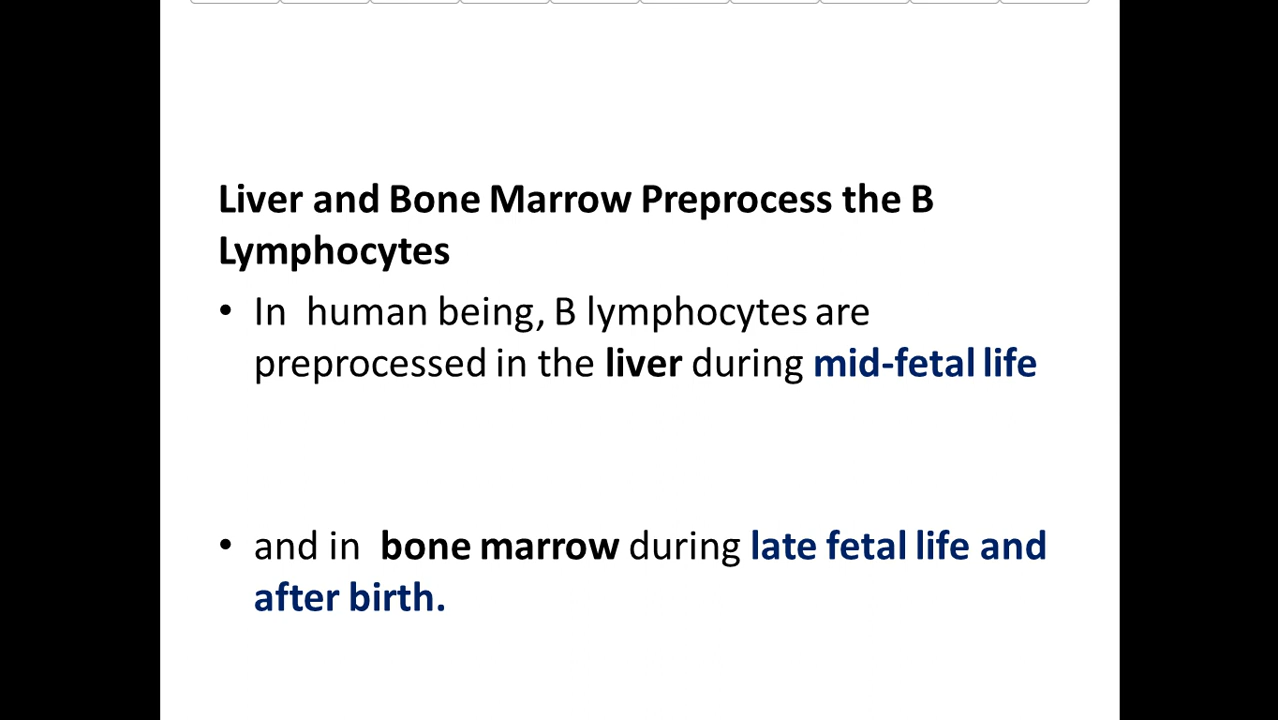 Liver and Bone Marrow Preprocess the B
Lymphocytes
• In human being, B lymphocytes are
preprocessed in the liver during mid-fetal life
• and in bone marrow during late fetal life and
after birth.